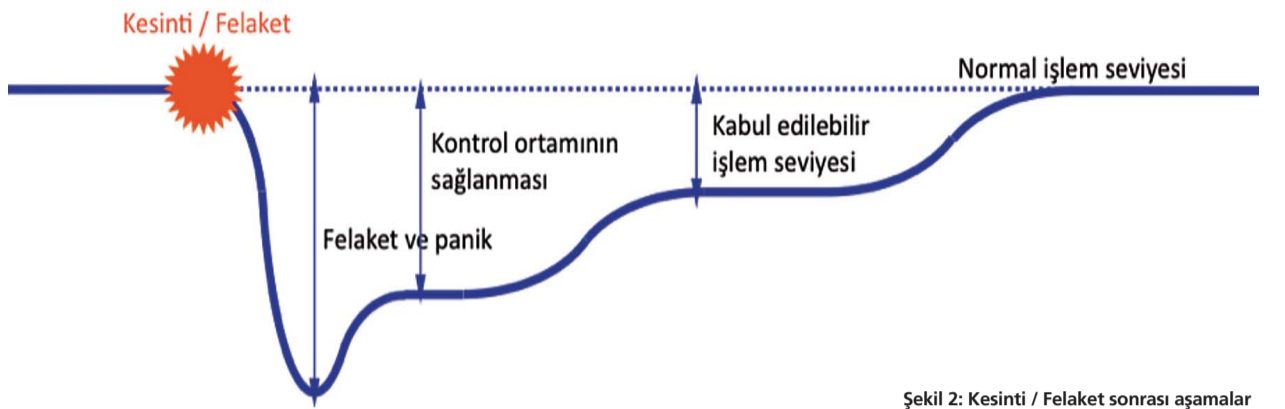 Kesinti / Felaket
Normal işlem seviyesi
Kontrol ortamının
sağlanması
Kabul edilebilir
işlem seviyesi
Felaket ve panik
Şekil 2: Kesinti / Felaket sonrası aşamalar